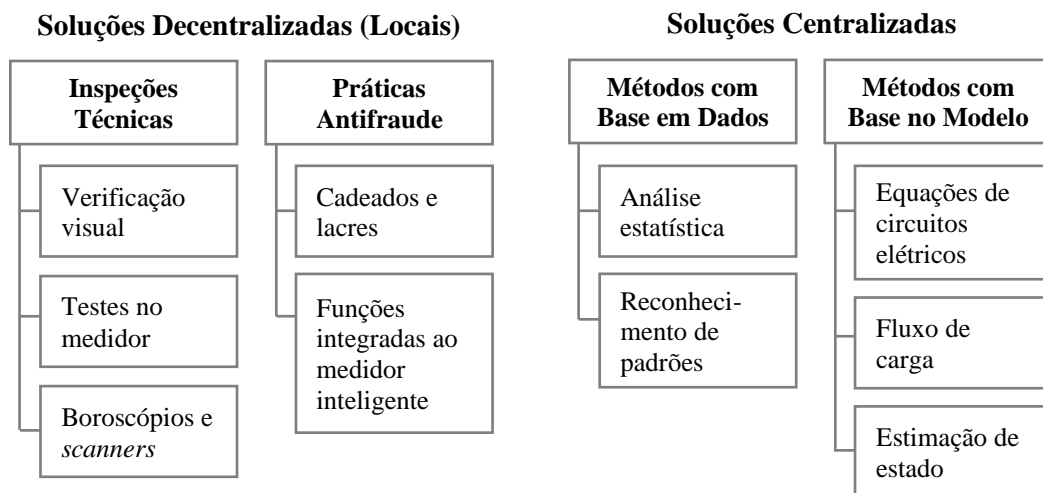 Soluções Decentralizadas (Locais)
Inspeções
Técnicas
Verificação
visual
Testes no
medidor
Boroscópios e
scanners
Práticas
Antifraude
Cadeados e
lacres
Funções
integradas ao
medidor
inteligente
Soluções Centralizadas
Métodos com
Base em Dados
Análise
estatística
Reconheci-
mento de
padrões
Métodos com
Base no Modelo
Equações de
circuitos
elétricos
Fluxo de
carga
Estimação de
estado